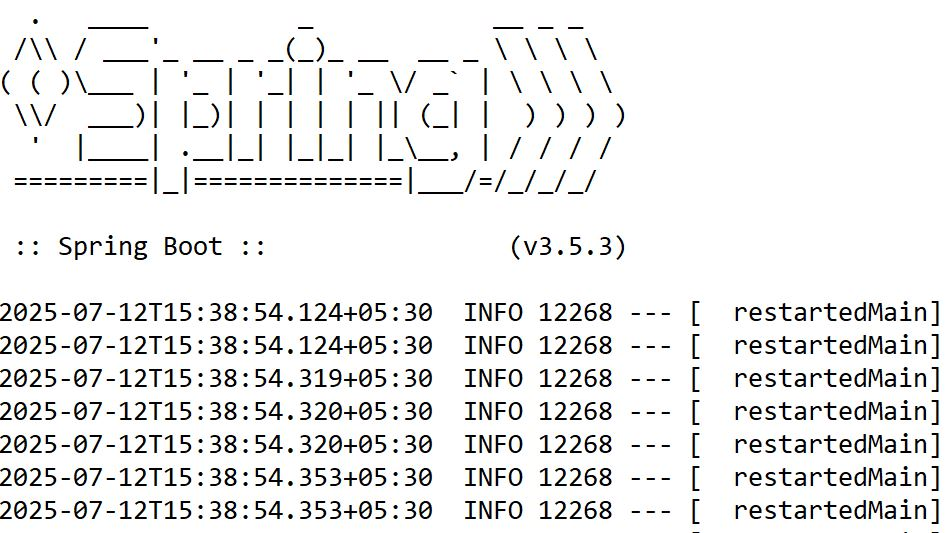 .   ____          _            __ _ _
 /\\ / ___'_ __ _ _(_)_ __  __ _ \ \ \ \
( ( )\___ | '_ | '_| | '_ \/ _` | \ \ \ \
 \\/  ___)| |_)| | | | | || (_| |  ) ) ) )
  '  |____| .__|_| |_|_| |_\__, | / / / /
 =========|_|==============|___/=/_/_/_/

 :: Spring Boot ::                (v3.5.3)

2025-07-12T15:38:54.124+05:30  INFO 12268 --- [  restartedMain]
2025-07-12T15:38:54.124+05:30  INFO 12268 --- [  restartedMain]
2025-07-12T15:38:54.319+05:30  INFO 12268 --- [  restartedMain]
2025-07-12T15:38:54.320+05:30  INFO 12268 --- [  restartedMain]
2025-07-12T15:38:54.320+05:30  INFO 12268 --- [  restartedMain]
2025-07-12T15:38:54.353+05:30  INFO 12268 --- [  restartedMain]
2025-07-12T15:38:54.353+05:30  INFO 12268 --- [  restartedMain]